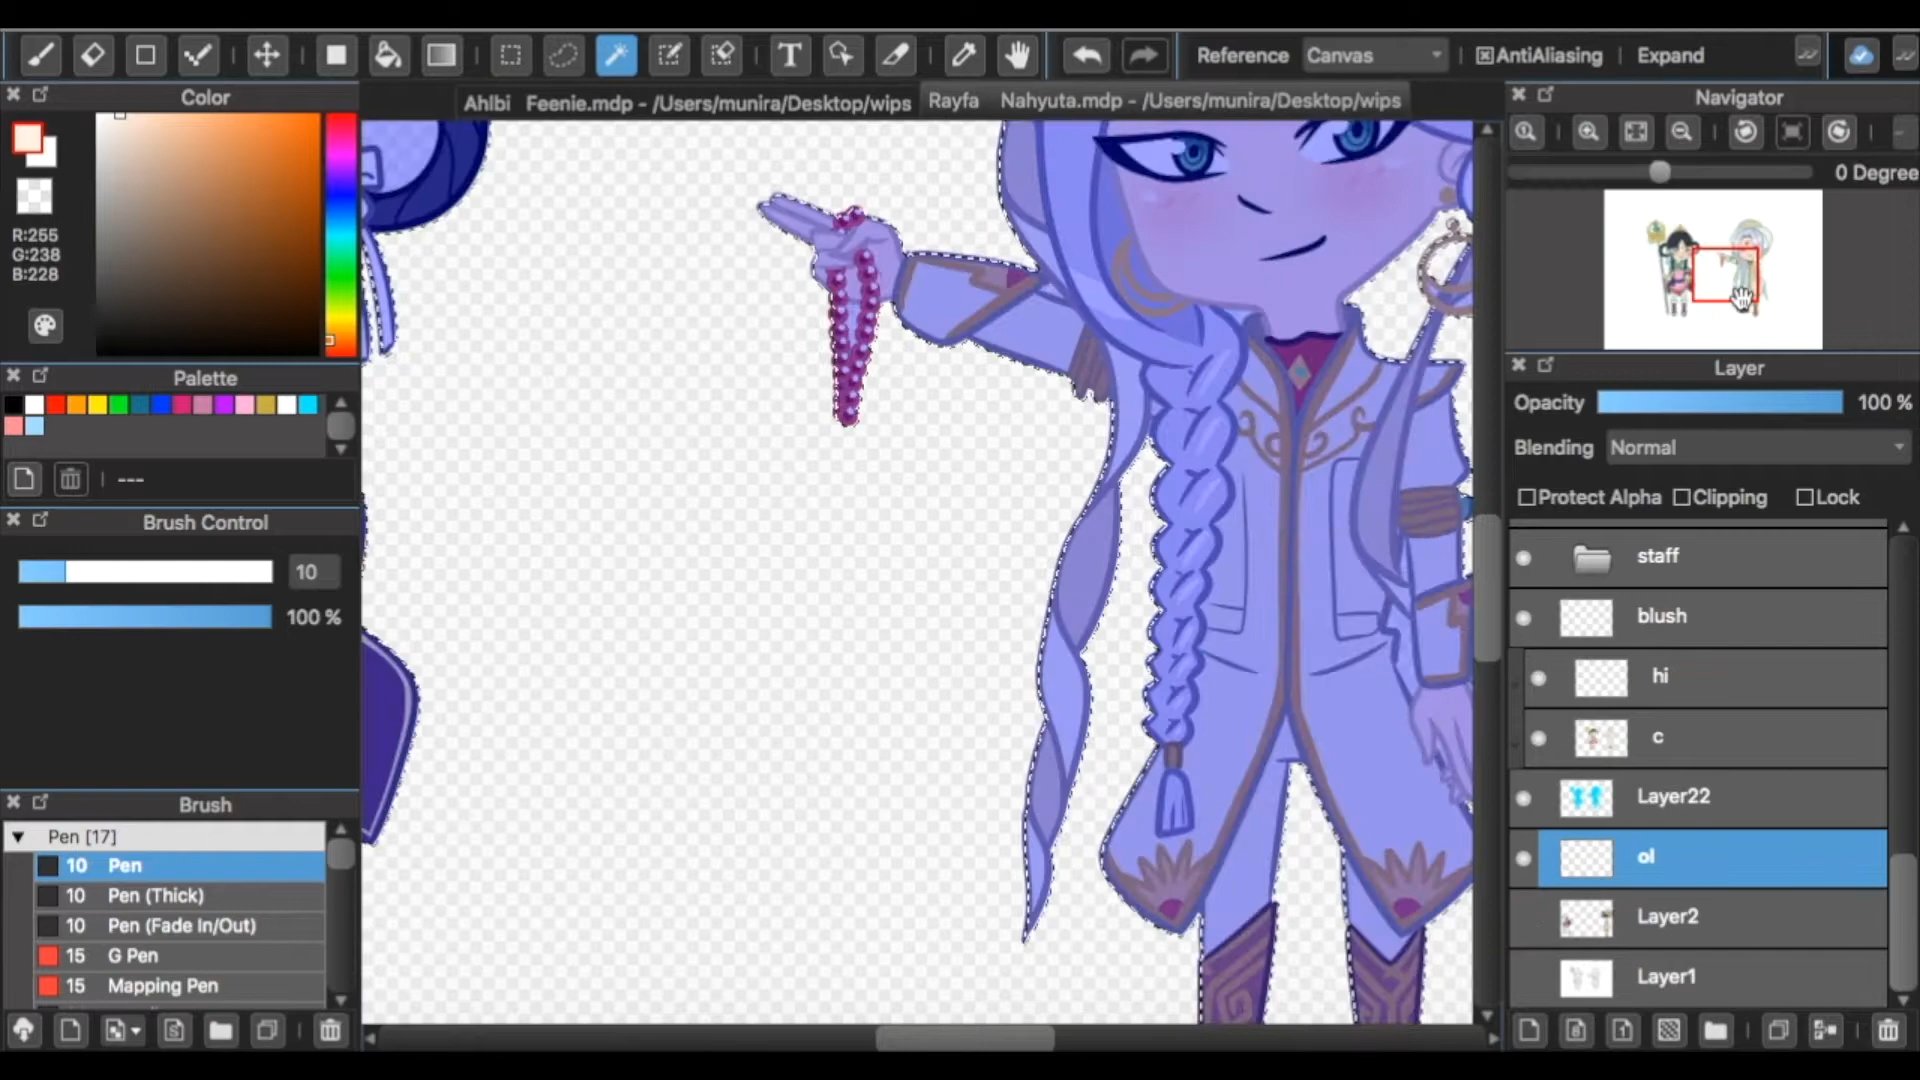 Reference Canvas AntiAliasing Expand
Color
Ahlbi Feenie.mdp - /Users/munira/Desktop/wips
Rayfa Nahyuta.mdp - /Users/munira/Desktop/wips
Navigator
0 Degree
R:255
G:238
B:228
Palette
---
Layer
Opacity 100 %
Blending Normal
Protect Alpha Clipping Lock
Brush Control
10
100 %
staff
blush
hi
c
Layer22
ol
Layer2
Layer1
Brush
Pen [17]
10 Pen
10 Pen (Thick)
10 Pen (Fade In/Out)
15 G Pen
15 Mapping Pen